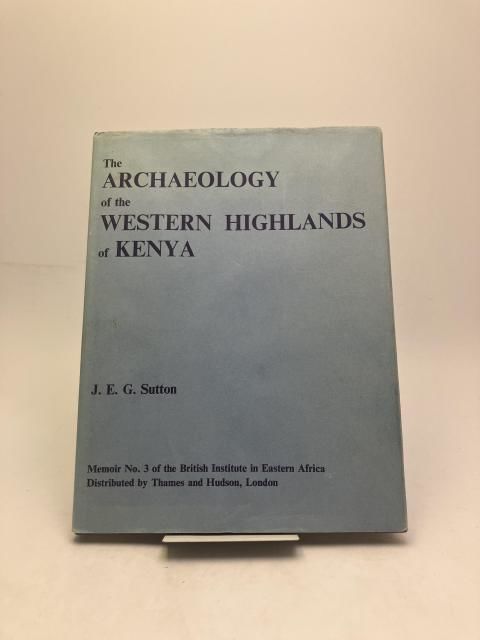 The
ARCHAEOLOGY
of the
WESTERN HIGHLANDS
of KENYA
J. E. G. Sutton
Memoir No. 3 of the British Institute in Eastern Africa
Distributed by Thames and Hudson, London